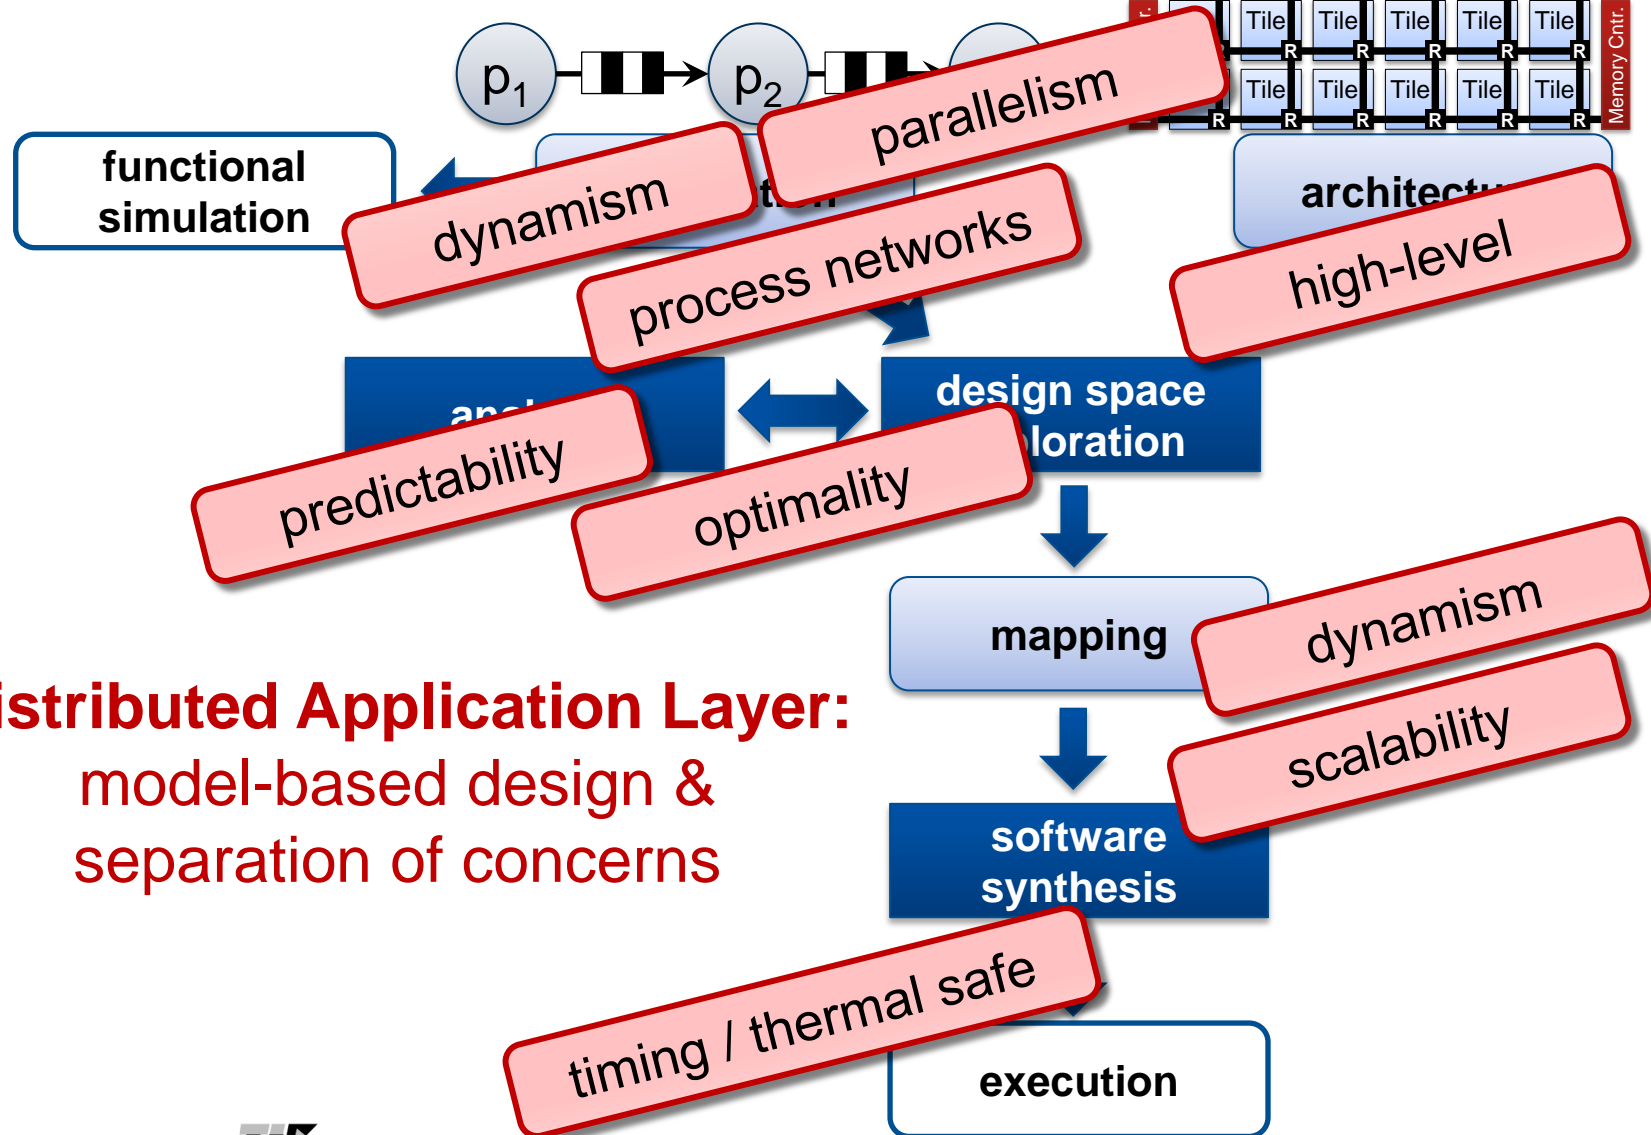 Tile Tile Tile Tile Tile
R R R R R R
Memory Cntr.
Tile Tile Tile Tile Tile
R R R R R R
p1
p2
parallelism
functional
simulation
dynamism
architectu
process networks
high-level
design space
loration
predictability
optimality
mapping
dynamism
scalability
istributed Application Layer:
model-based design &
separation of concerns
software
synthesis
timing / thermal safe
execution